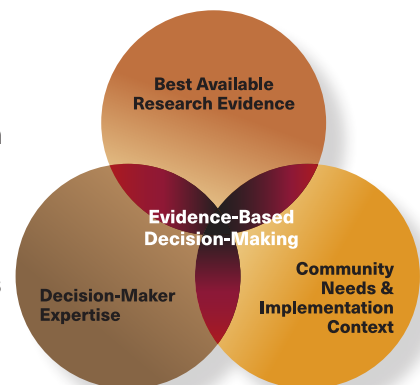 Best Available
Research Evidence
Evidence-Based
Decision-Making
Decision-Maker
Expertise
Community
Needs &
Implementation
Context